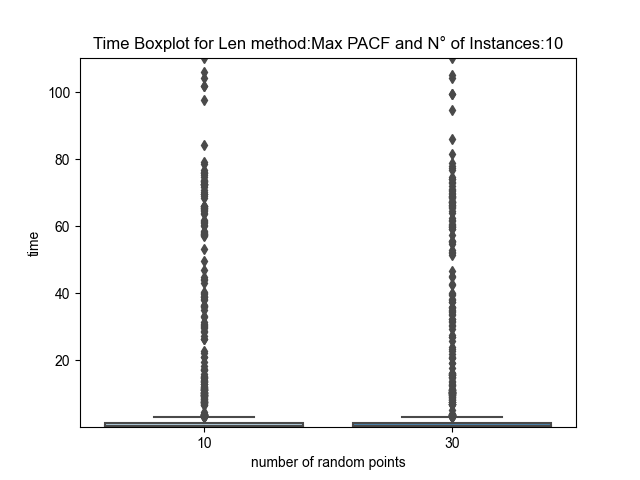 Time Boxplot for Len method:Max PACF and N° of Instances:10
100
80
60
40
20
time
10 30
number of random points